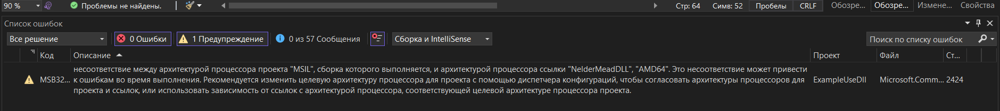 90 %
Проблемы не найдены.
Стр: 64
Симв: 52
Пробелы
CRLF
Обозре...
Обозре...
Измене...
Свойства
Список ошибок
Все решение
0 Ошибки
1 Предупреждение
0 из 57 Сообщения
Сборка и IntelliSense
Поиск по списку ошибок
Код
Описание
Проект
Файл
Ст...
MSB32...
несоответствие между архитектурой процессора проекта "MSIL", сборка которого выполняется, и архитектурой процессора ссылки "NelderMeadDLL", "AMD64". Это несоответствие может привести
к ошибкам во время выполнения. Рекомендуется изменить целевую архитектуру процессора для проекта с помощью диспетчера конфигураций, чтобы согласовать архитектуры процессоров для
проекта и ссылок, или использовать зависимость от ссылок с архитектурой процессора, соответствующей целевой архитектуре процессора проекта.
ExampleUseDll
Microsoft.Comm...
2424